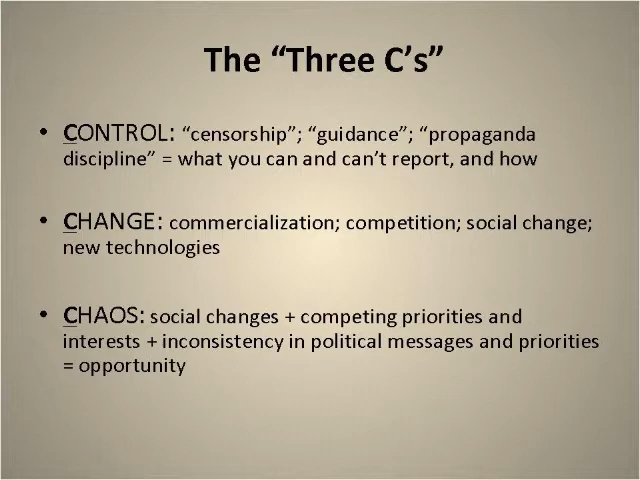 The “Three C’s”
• CONTROL: “censorship”; “guidance”; “propaganda
discipline” = what you can and can’t report, and how
• CHANGE: commercialization; competition; social change;
new technologies
• CHAOS: social changes + competing priorities and
interests + inconsistency in political messages and priorities
= opportunity